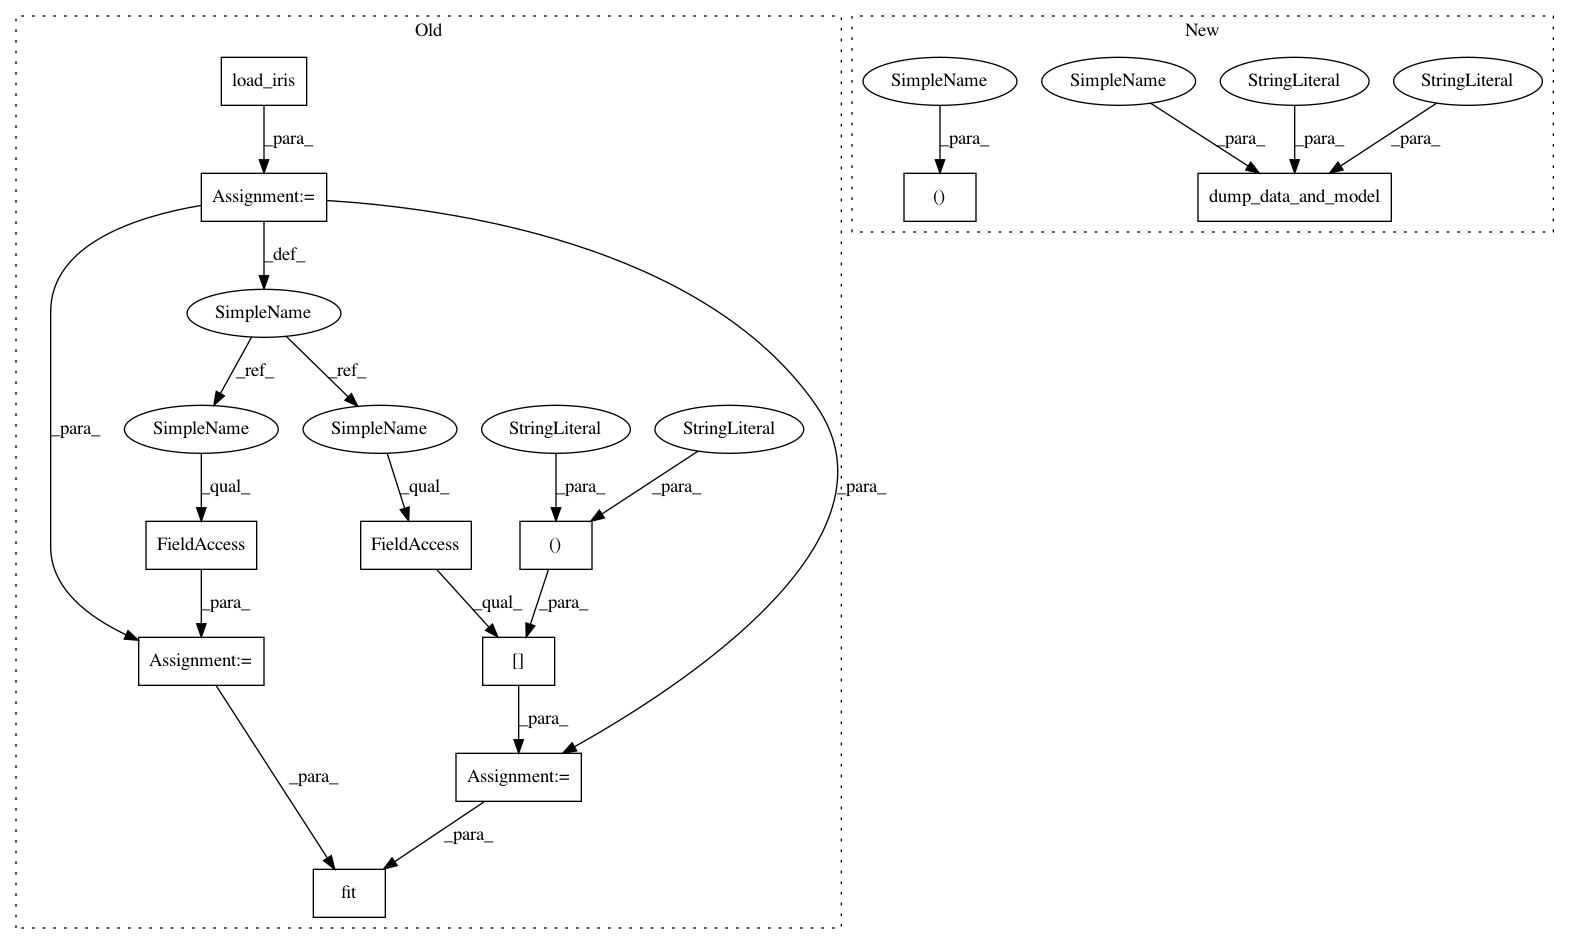 Old
New
load_iris
SimpleName
SimpleName
StringLiteral
StringLiteral
_para_
_para_
_para_
_para_
_para_
Assignment:=
()
dump_data_and_model
_def_
SimpleName
_ref_
_ref_
_para_
SimpleName
SimpleName
StringLiteral
StringLiteral
_qual_
_qual_
_para_
_para_
_para_
FieldAccess
FieldAccess
()
_para_
_qual_
_para_
Assignment:=
[]
_para_
_para_
Assignment:=
_para_
fit